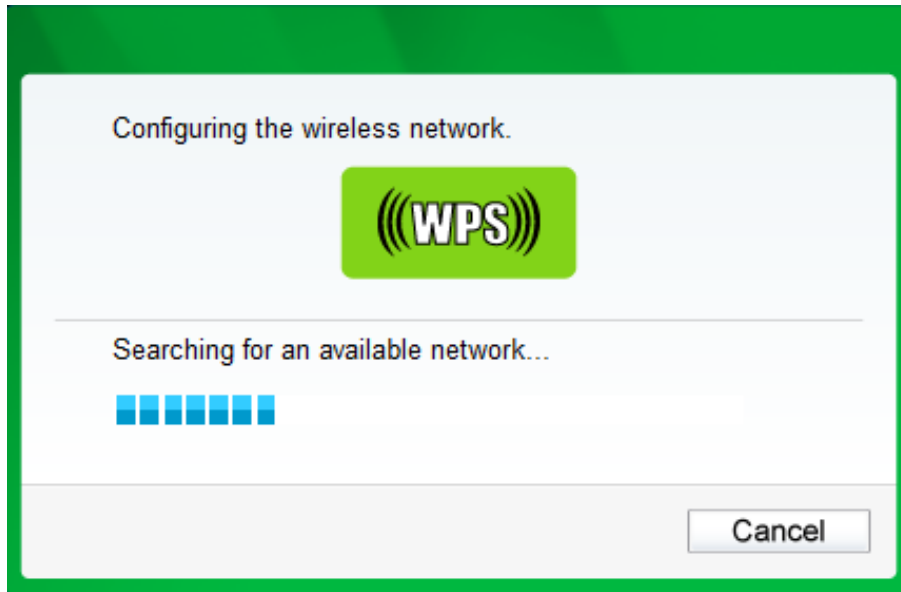 Configuring the wireless network.
WPS
Searching for an available network...
Cancel